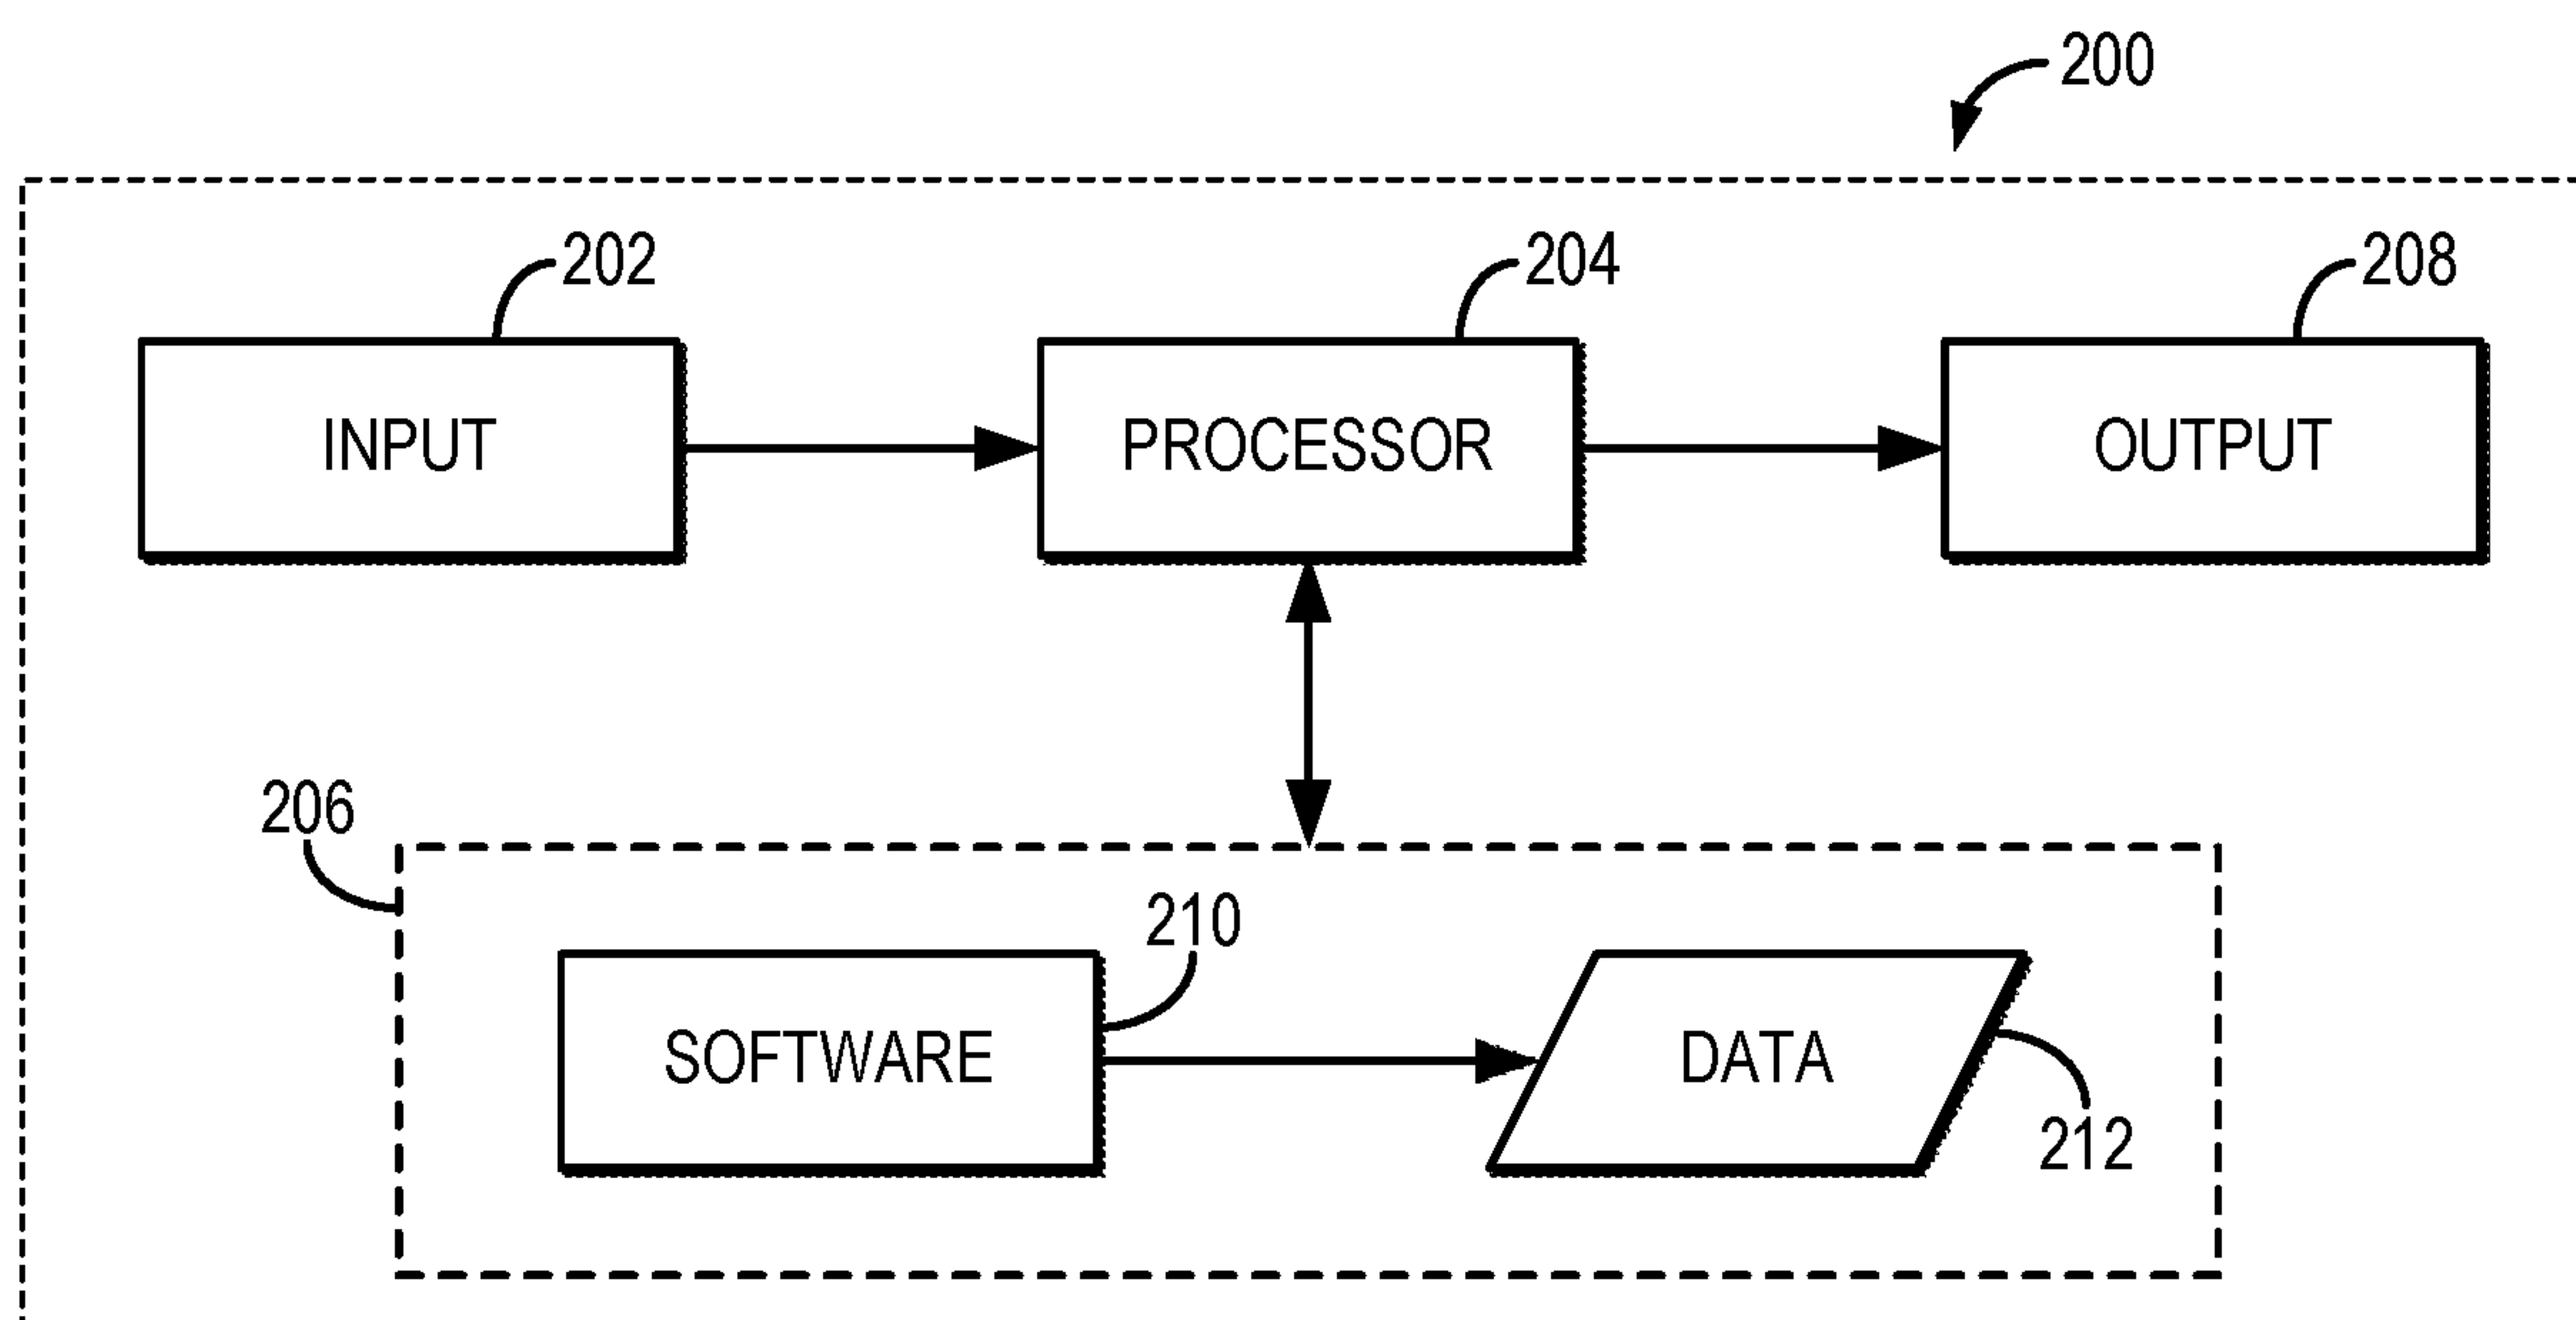 200
202
204
208
INPUT
PROCESSOR
OUTPUT
206
210
SOFTWARE
DATA
212